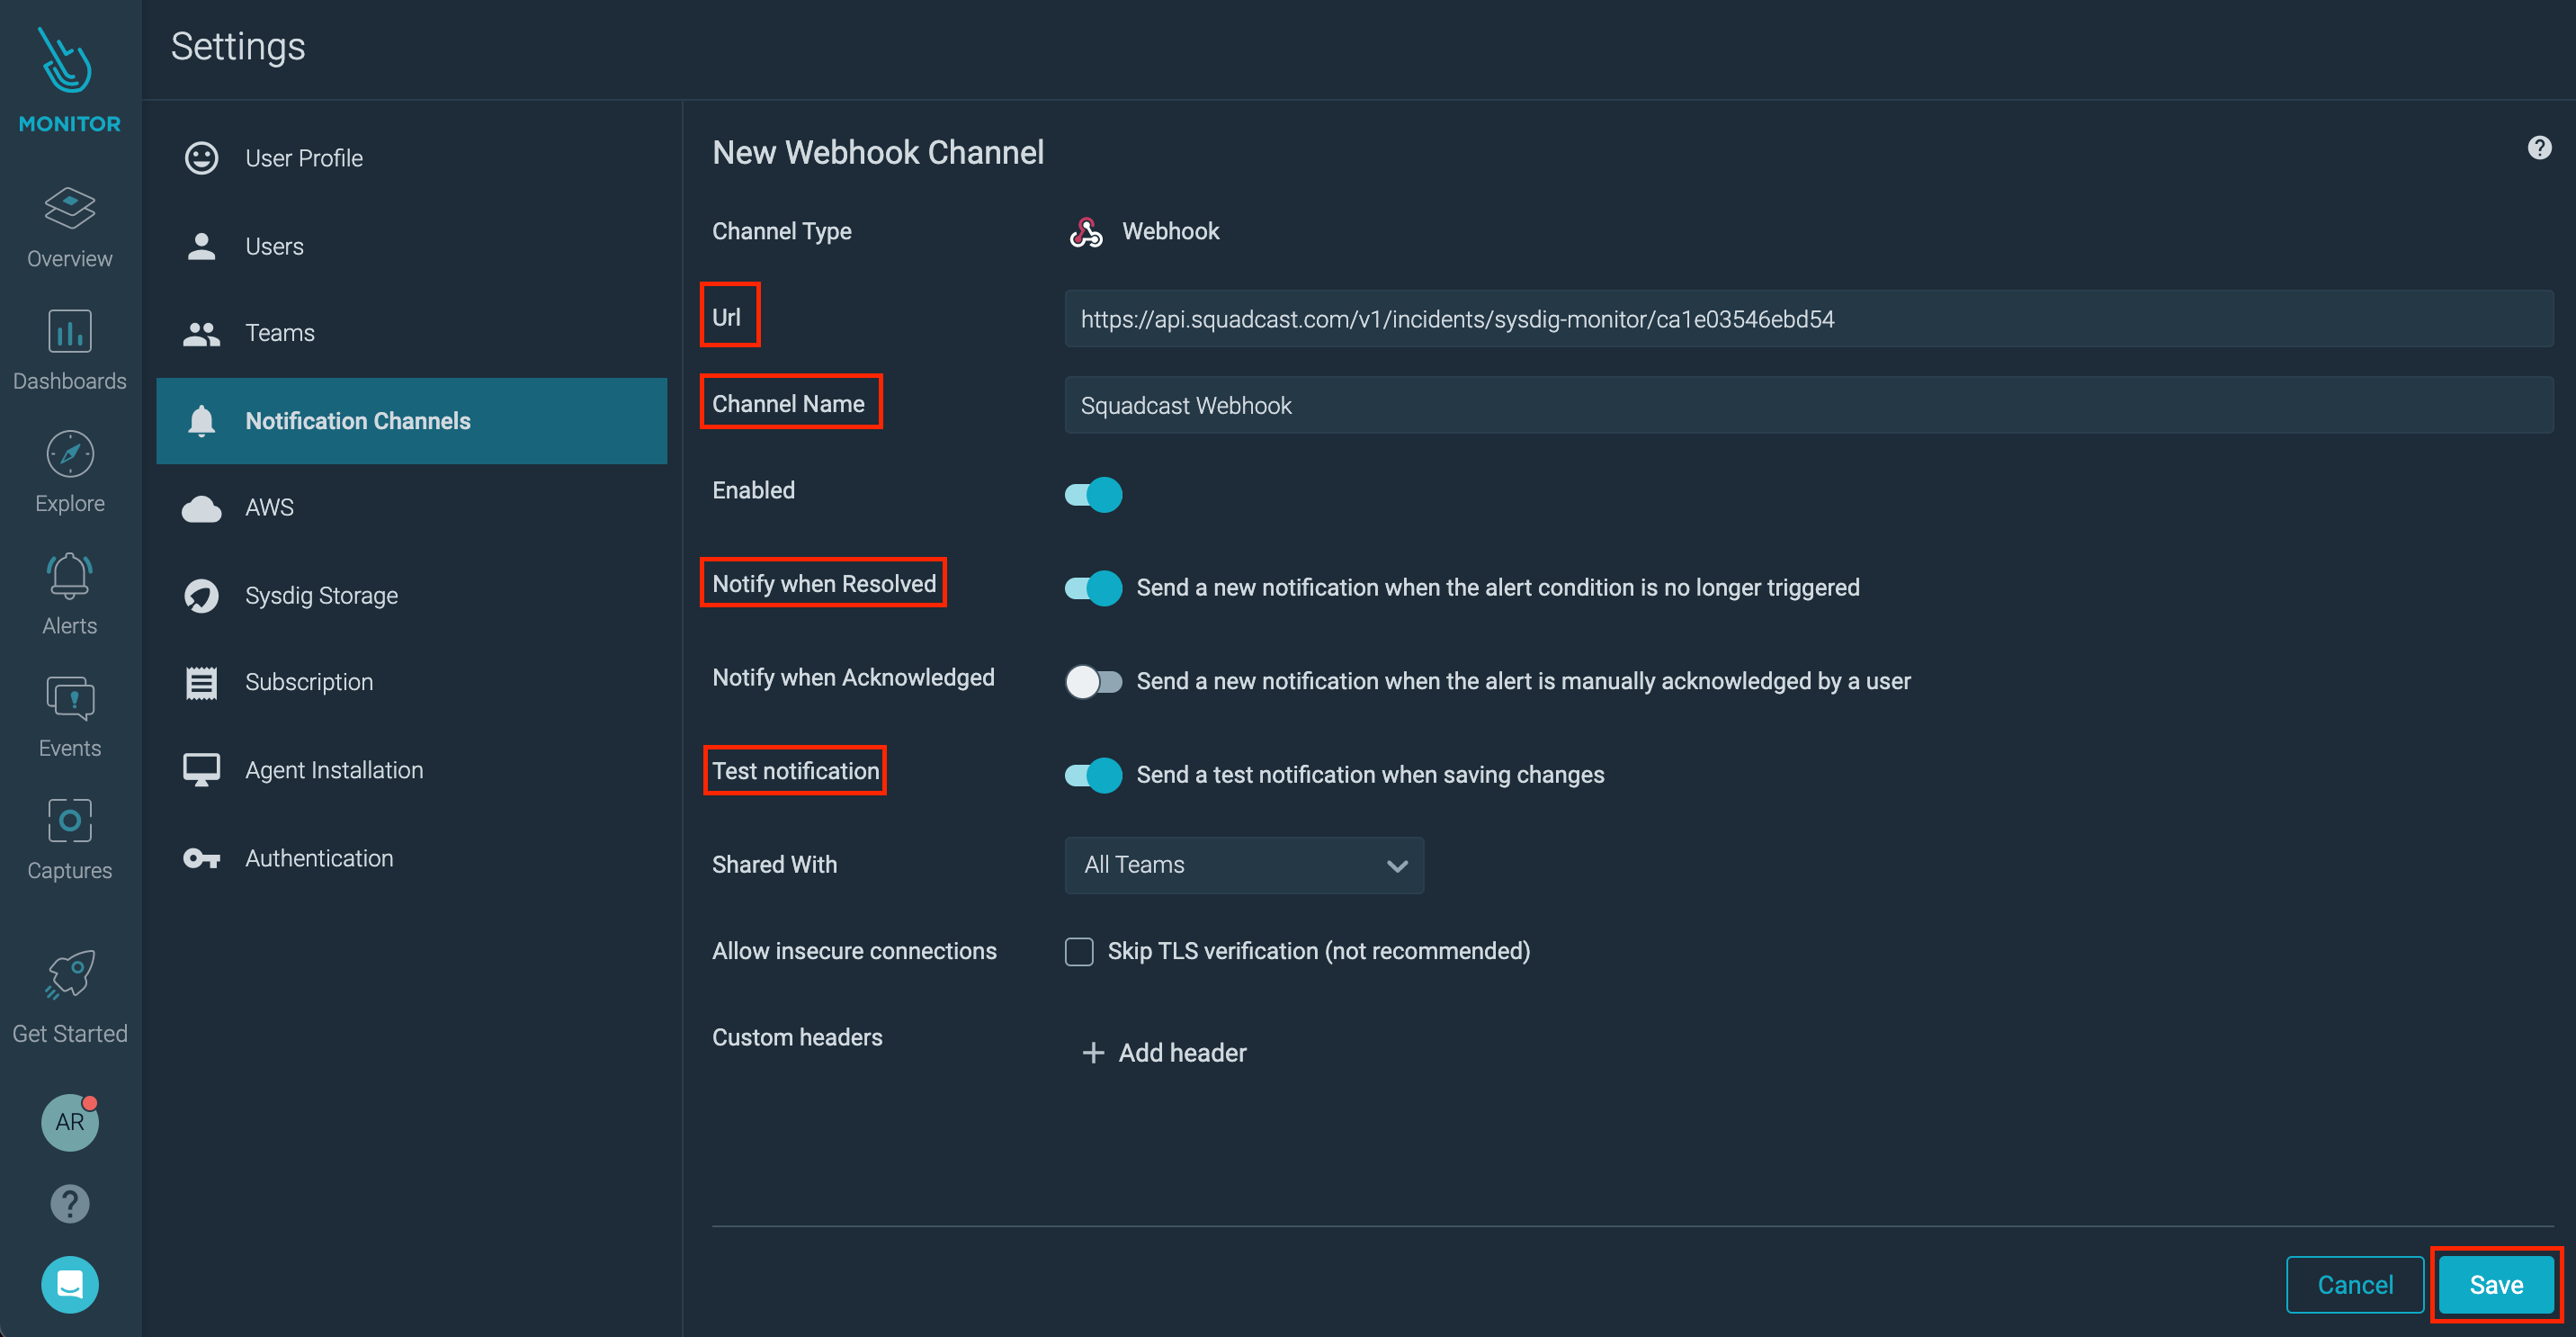 Settings
MONITOR
Overview
Dashboards
Explore
Alerts
Events
Captures
Get Started
AR
User Profile
Users
Teams
Notification Channels
AWS
Sysdig Storage
Subscription
Agent Installation
Authentication
New Webhook Channel
Channel Type
Webhook
Url
https://api.squadcast.com/v1/incidents/sysdig-monitor/ca1e03546ebd54
Channel Name
Squadcast Webhook
Enabled
Notify when Resolved
Send a new notification when the alert condition is no longer triggered
Notify when Acknowledged
Send a new notification when the alert is manually acknowledged by a user
Test notification
Send a test notification when saving changes
Shared With
All Teams
Allow insecure connections
Skip TLS verification (not recommended)
Custom headers
+ Add header
Cancel
Save